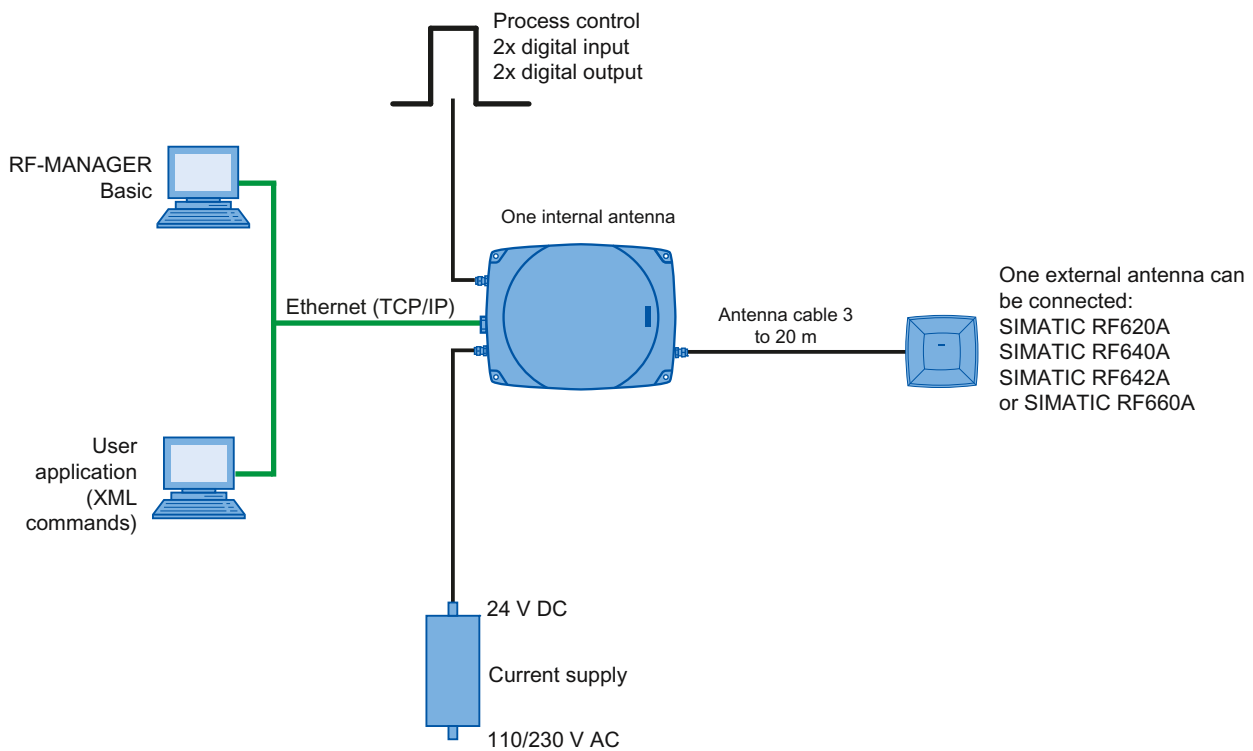 Process control
2x digital input
2x digital output
RF-MANAGER
Basic
One internal antenna
Ethernet (TCP/IP)
Antenna cable 3
to 20 m
One external antenna can
be connected:
SIMATIC RF620A
SIMATIC RF640A
SIMATIC RF642A
or SIMATIC RF660A
User
application
(XML
commands)
24 V DC
Current supply
110/230 V AC